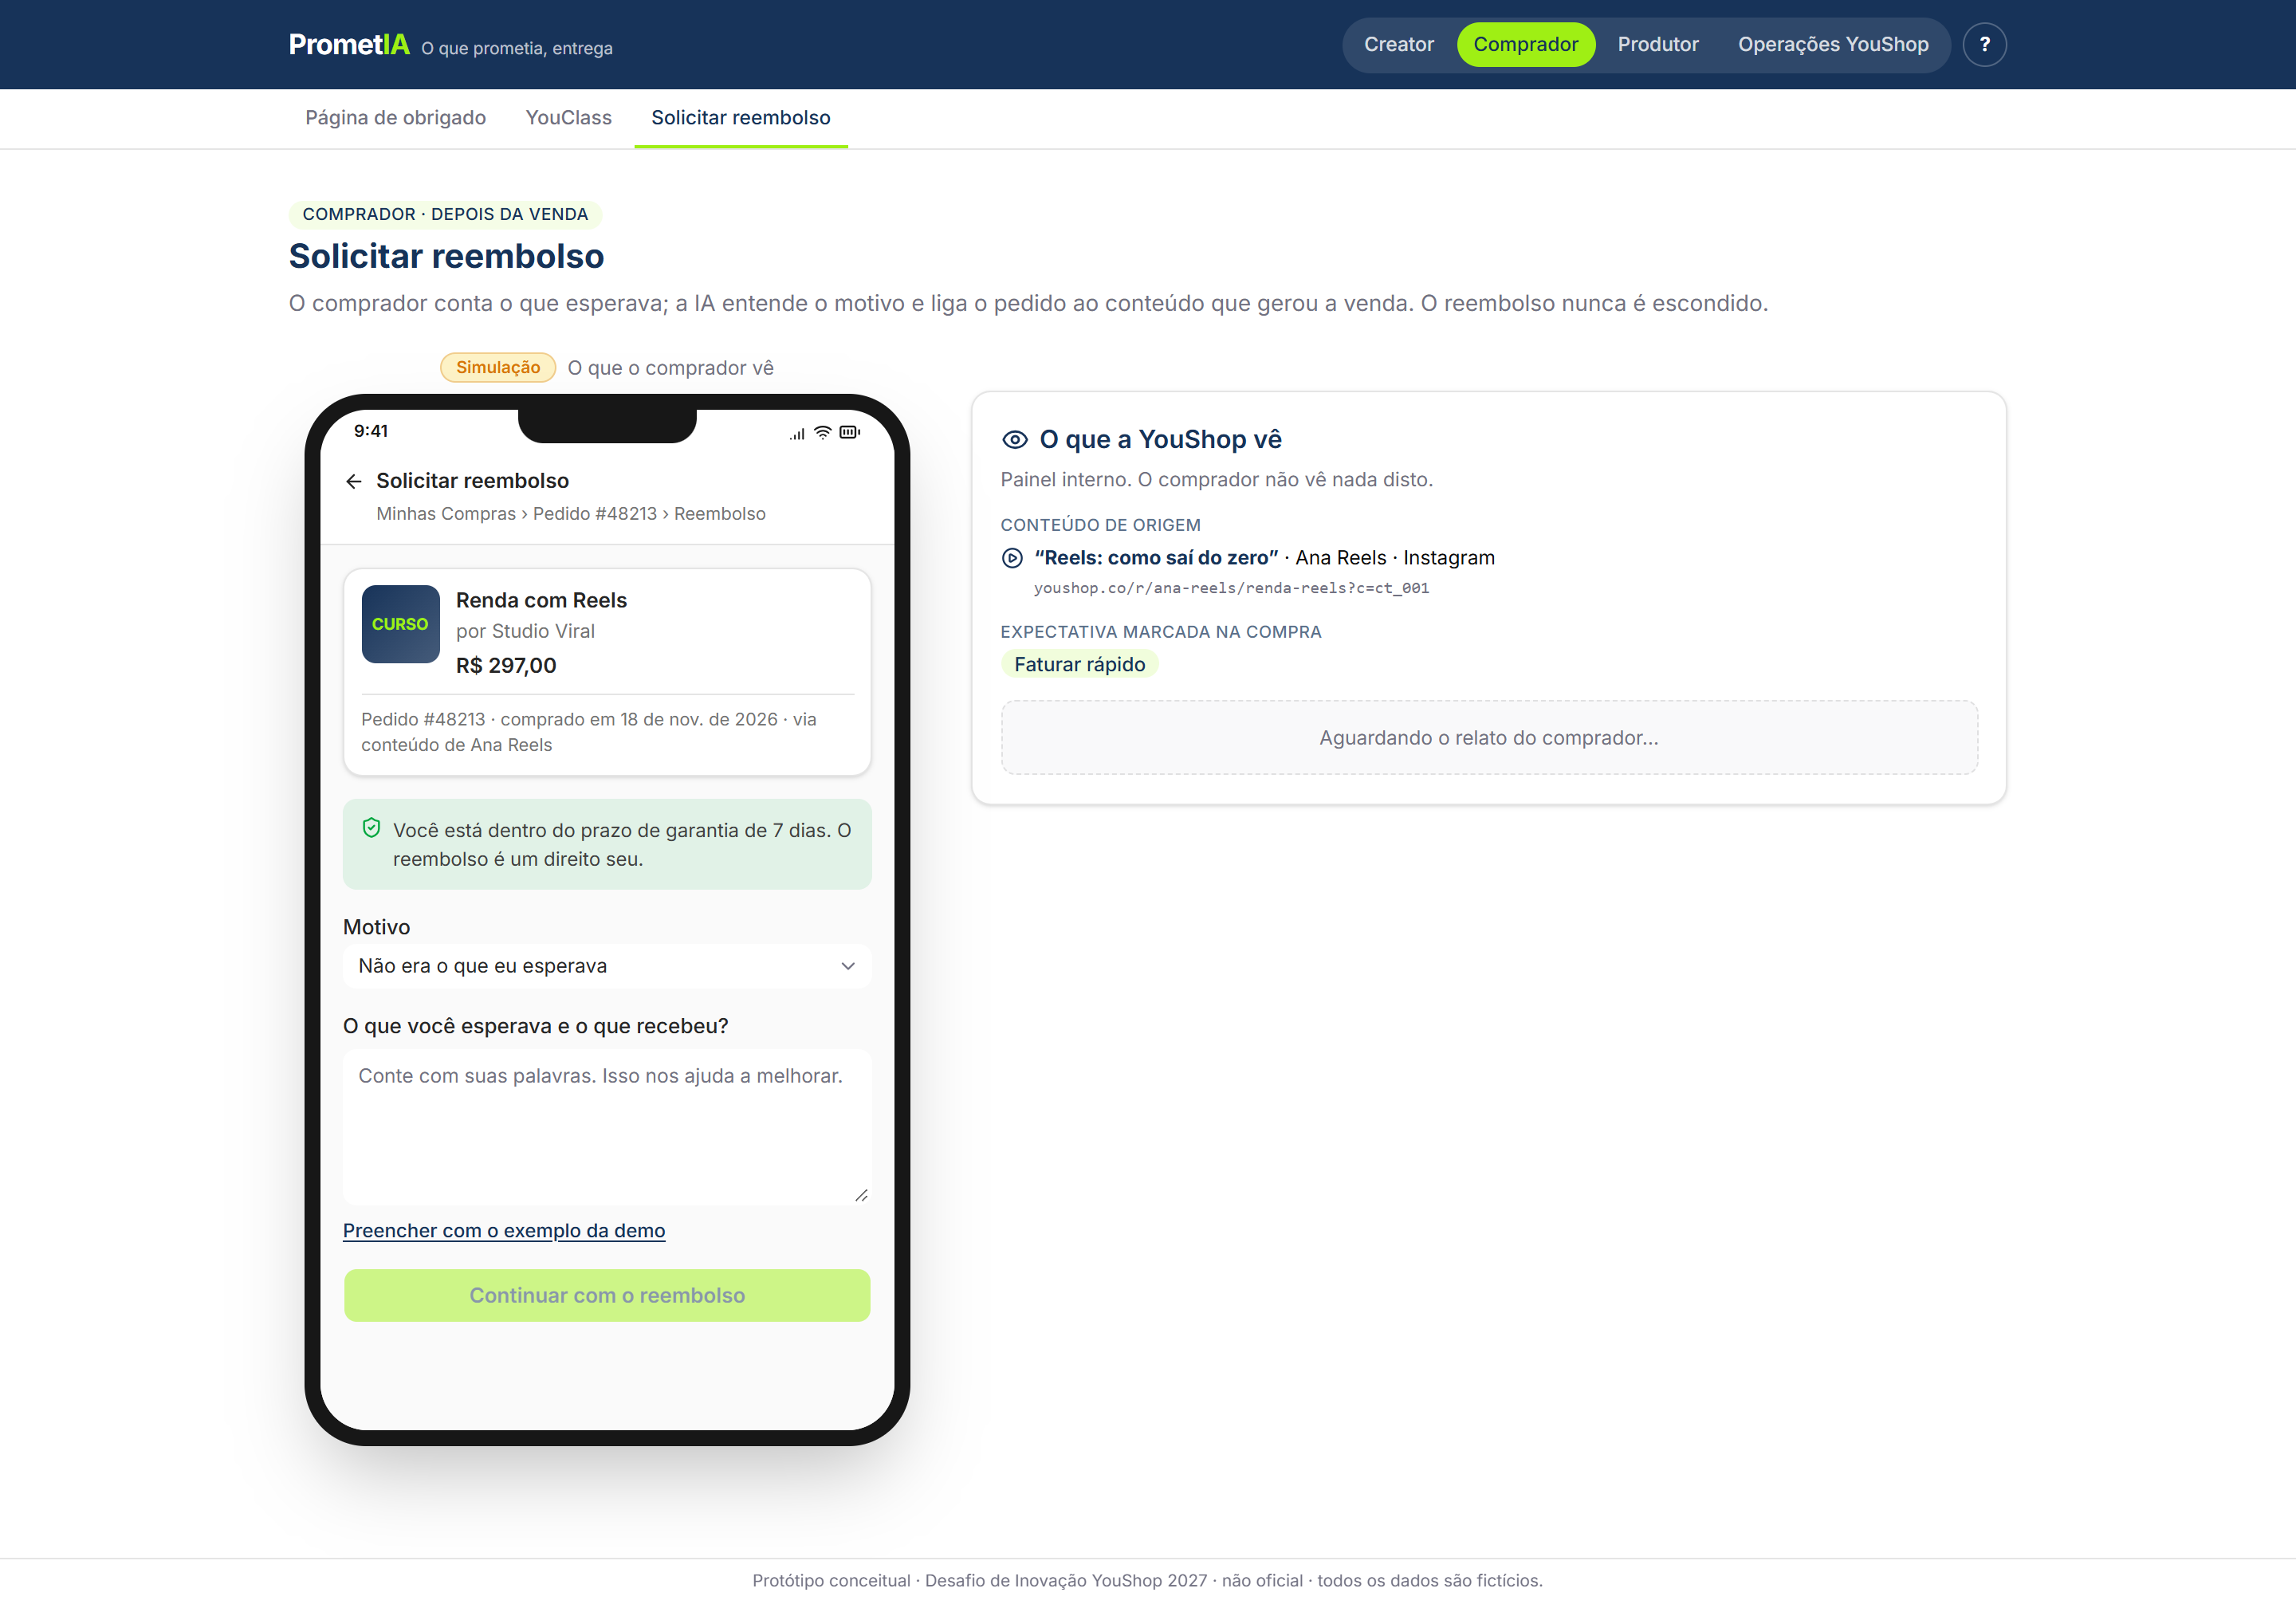 PrometIA O que prometia, entrega
Creator Comprador Produtor Operações YouShop ?
Página de obrigado YouClass Solicitar reembolso
COMPRADOR · DEPOIS DA VENDA
Solicitar reembolso
O comprador conta o que esperava; a IA entende o motivo e liga o pedido ao conteúdo que gerou a venda. O reembolso nunca é escondido.
Simulação O que o comprador vê
9:41
Solicitar reembolso
Minhas Compras › Pedido #48213 › Reembolso
CURSO
Renda com Reels
por Studio Viral
R$ 297,00
Pedido #48213 · comprado em 18 de nov. de 2026 · via
conteúdo de Ana Reels
Você está dentro do prazo de garantia de 7 dias. O
reembolso é um direito seu.
Motivo
Não era o que eu esperava
O que você esperava e o que recebeu?
Conte com suas palavras. Isso nos ajuda a melhorar.
Preencher com o exemplo da demo
Continuar com o reembolso
O que a YouShop vê
Painel interno. O comprador não vê nada disto.
CONTEÚDO DE ORIGEM
“Reels: como saí do zero” · Ana Reels · Instagram
youshop.co/r/ana-reels/renda-reels?c=ct_001
EXPECTATIVA MARCADA NA COMPRA
Faturar rápido
Aguardando o relato do comprador...
Protótipo conceitual · Desafio de Inovação YouShop 2027 · não oficial · todos os dados são fictícios.